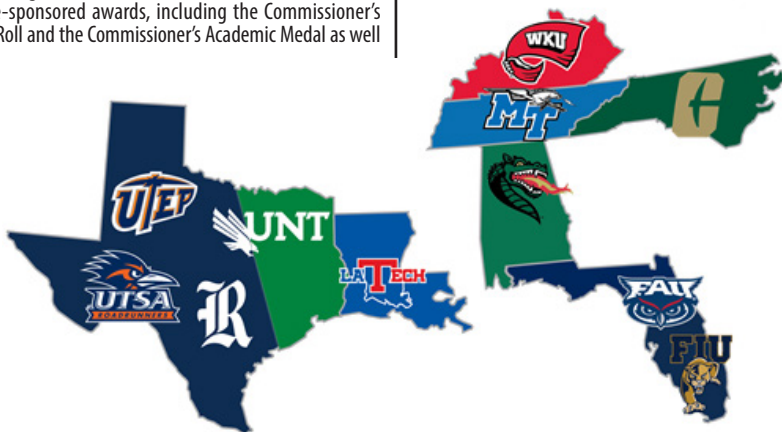 -sponsored awards, including the Commissioner's
Roll and the Commissioner's Academic Medal as well
WKU
MT
C
UTEP
UNT
LA TECH
UTSA
ROADRUNNERS
R
FAU
FIU